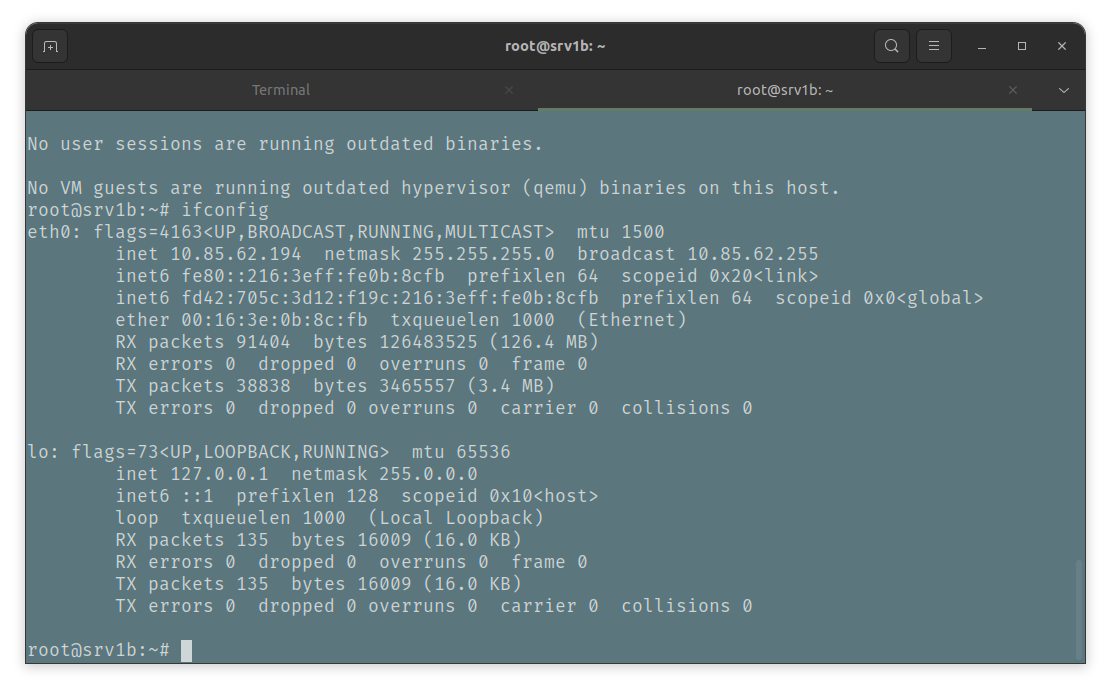 root@srv1b: ~
Terminal
root@srv1b: ~
No user sessions are running outdated binaries.
No VM guests are running outdated hypervisor (qemu) binaries on this host.
root@srv1b:~# ifconfig
eth0: flags=4163<UP,BROADCAST,RUNNING,MULTICAST>  mtu 1500
        inet 10.85.62.194  netmask 255.255.255.0  broadcast 10.85.62.255
        inet6 fe80::216:3eff:fe0b:8cfb  prefixlen 64  scopeid 0x20<link>
        inet6 fd42:705c:3d12:f19c:216:3eff:fe0b:8cfb  prefixlen 64  scopeid 0x0<global>
        ether 00:16:3e:0b:8c:fb  txqueuelen 1000  (Ethernet)
        RX packets 91404  bytes 126483525 (126.4 MB)
        RX errors 0  dropped 0  overruns 0  frame 0
        TX packets 38838  bytes 3465557 (3.4 MB)
        TX errors 0  dropped 0 overruns 0  carrier 0  collisions 0
lo: flags=73<UP,LOOPBACK,RUNNING>  mtu 65536
        inet 127.0.0.1  netmask 255.0.0.0
        inet6 ::1  prefixlen 128  scopeid 0x10<host>
        loop  txqueuelen 1000  (Local Loopback)
        RX packets 135  bytes 16009 (16.0 KB)
        RX errors 0  dropped 0  overruns 0  frame 0
        TX packets 135  bytes 16009 (16.0 KB)
        TX errors 0  dropped 0 overruns 0  carrier 0  collisions 0
root@srv1b:~#